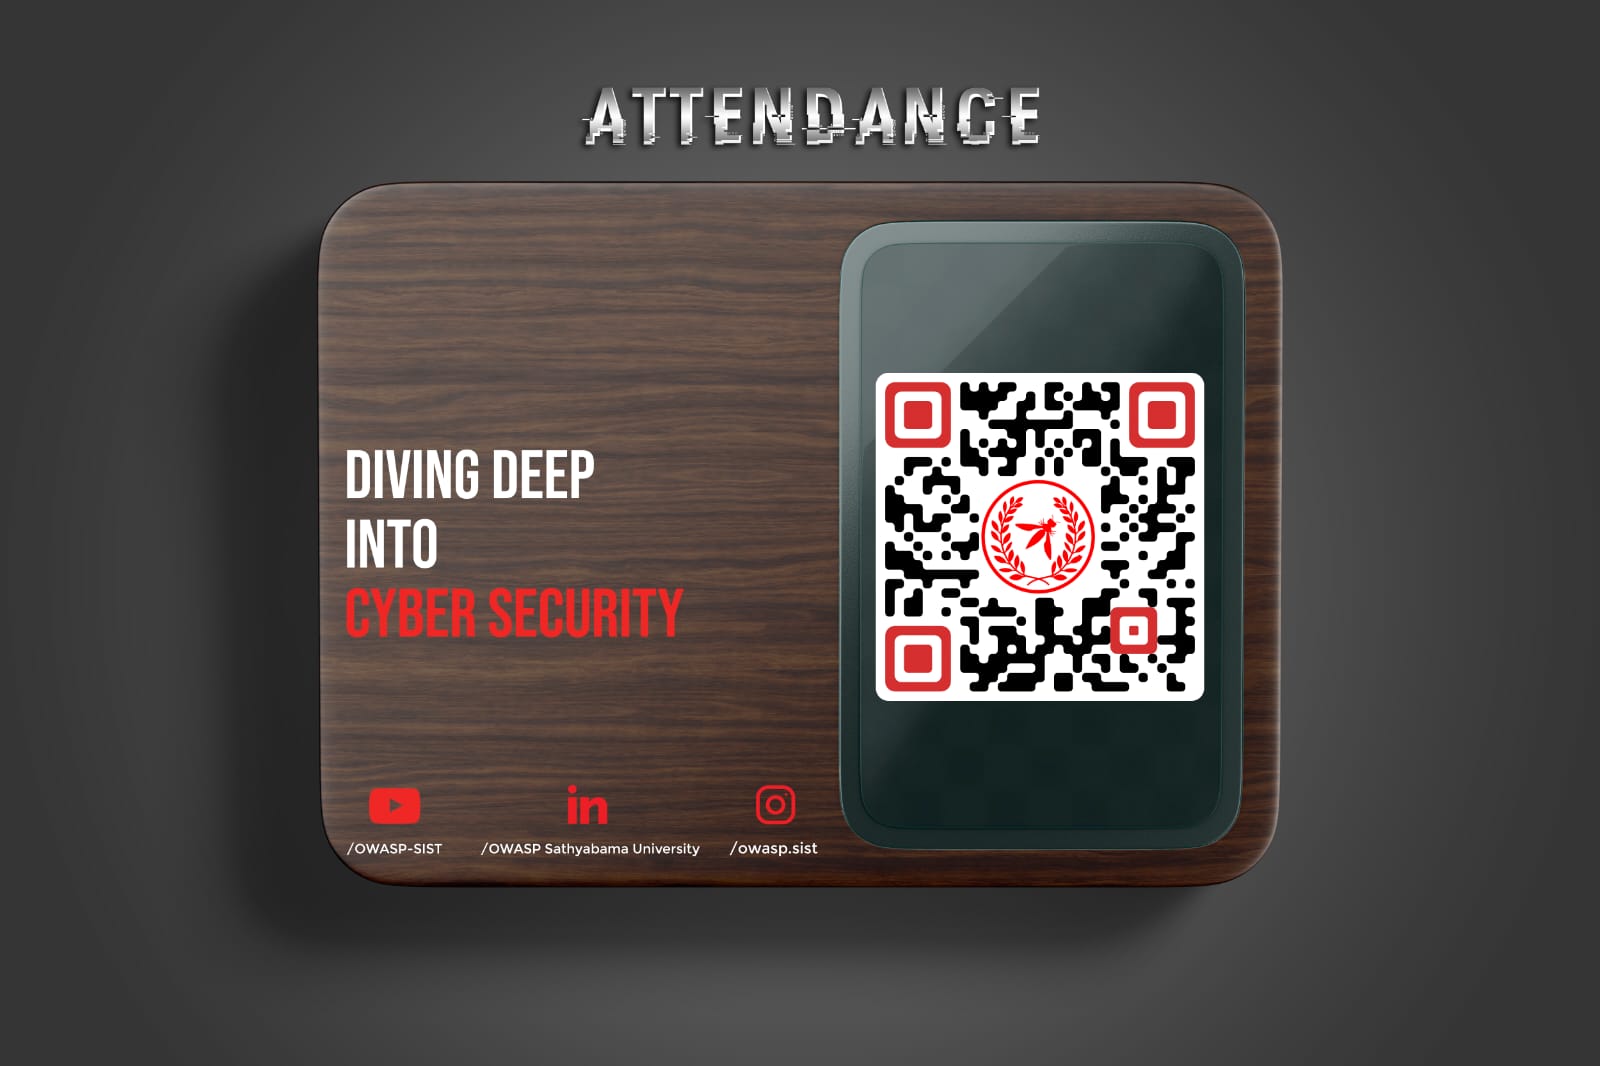 ATTENDANCE
DIVING DEEP
INTO
CYBER SECURITY
/OWASP-SIST
/OWASP Sathyabama University
/owasp.sist